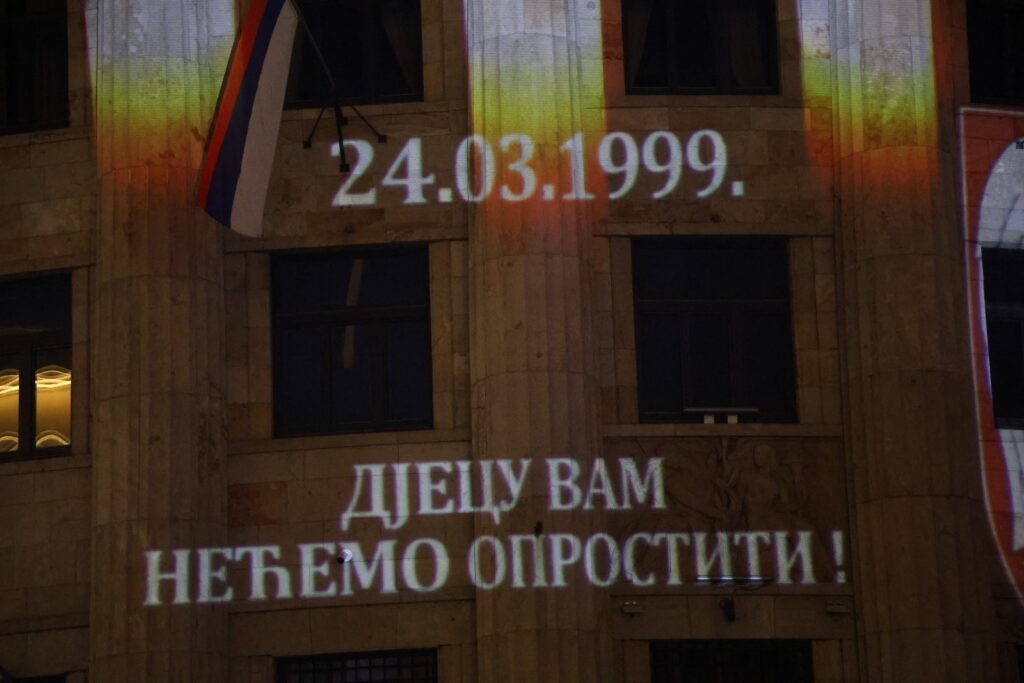 24.03.1999.
ДЈЕЦУ ВАМ
НЕЋЕМО ОПРОСТИТИ !